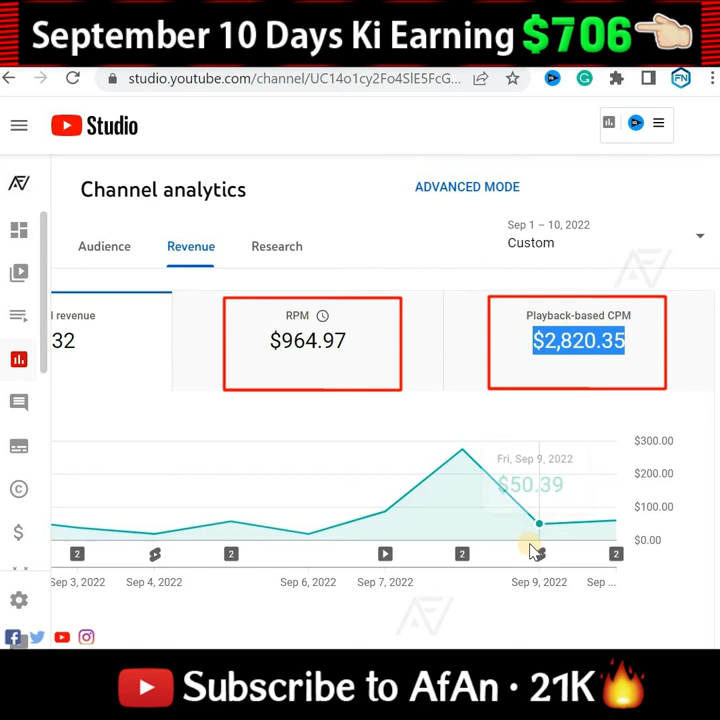 September 10 Days Ki Earning $706
studio.youtube.com/channel/UC14o1cy2Fo4SlE5FcG...
FN
Studio
AV
Channel analytics
ADVANCED MODE
Audience
Revenue
Research
Sep 1 – 10, 2022
Custom
l revenue
32
RPM
$964.97
Playback-based CPM
$2,820.35
$300.00
$200.00
$100.00
$0.00
Fri, Sep 9, 2022
$50.39
2
2
2
2
Sep 3, 2022
Sep 4, 2022
Sep 6, 2022
Sep 7, 2022
Sep 9, 2022
Sep ...
Subscribe to AfAn · 21K